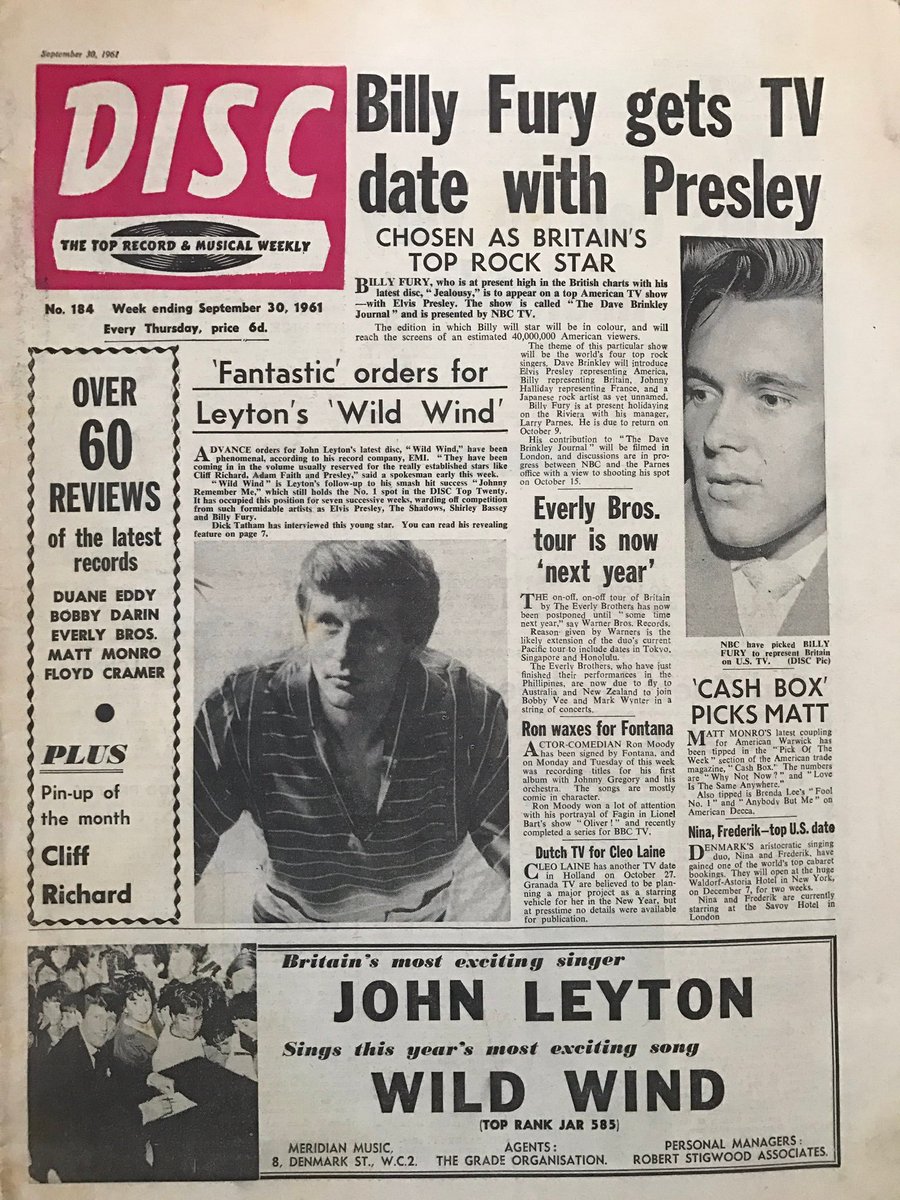 September 30, 1961
DISC
THE TOP RECORD & MUSICAL WEEKLY
No. 184 Week ending September 30, 1961
Every Thursday, price 6d.
Billy Fury gets TV
date with Presley
CHOSEN AS BRITAIN'S
TOP ROCK STAR
BILLY FURY, who is at present high in the British charts with his
latest disc, "Jealousy," is to appear on a top American TV show
—with Elvis Presley. The show is called "The Dave Brinkley
Journal" and is presented by NBC TV.
The edition in which Billy will star will be in colour, and will
reach the screens of an estimated 40,000,000 American viewers.
The theme of this particular show
will be the world's four top rock
singers, Dave Brinkley will introduce
Elvis Presley representing America,
Billy representing Britain, Johnny
Halliday representing France, and a
Japanese rock artist as yet unnamed.
Billy Fury is at present holidaying
on the Riviera with his manager,
Larry Parnes. He is due to return on
October 9.
His contribution to "The Dave
Brinkley Journal" will be filmed in
London, and discussions are in pro-
gress between NBC and the Parnes
office with a view to shooting his spot
on October 15.
NBC have picked BILLY
FURY to represent Britain
on U.S. TV. (DISC Pic)
OVER
60
REVIEWS
of the latest
records
DUANE EDDY
BOBBY DARIN
EVERLY BROS.
MATT MONRO
FLOYD CRAMER
PLUS
Pin-up of
the month
Cliff
Richard
'Fantastic' orders for
Leyton's 'Wild Wind'
ADVANCE orders for John Leyton's latest disc, "Wild Wind," have been
phenomenal, according to his record company, EMI. "They have been
coming in in the volume usually reserved for the really established stars like
Cliff Richard, Adam Faith and Presley," said a spokesman early this week.
"Wild Wind" is Leyton's follow-up to his smash hit success "Johnny
Remember Me," which still holds the No. 1 spot in the DISC Top Twenty.
It has occupied this position for seven successive weeks, warding off competition
from such formidable artists as Elvis Presley, The Shadows, Shirley Bassey
and Billy Fury.
Dick Tatham has interviewed this young star. You can read his revealing
feature on page 7.
Everly Bros.
tour is now
'next year'
THE on-off, on-off tour of Britain
by The Everly Brothers has now
been postponed until "some time
next year," say Warner Bros. Records.
Reason given by Warners is the
likely extension of the duo's current
Pacific tour to include dates in Tokyo,
Singapore and Honolulu.
The Everly Brothers, who have just
finished their performances in the
Phillipines, are now due to fly to
Australia and New Zealand to join
Bobby Vee and Mark Wynter in a
string of concerts.
Ron waxes for Fontana
ACTOR-COMEDIAN Ron Moody
has been signed by Fontana, and
on Monday and Tuesday of this week
was recording titles for his first
album with Johnny Gregory and his
orchestra. The songs are mostly
comic in character.
Ron Moody won a lot of attention
with his portrayal of Fagin in Lionel
Bart's show "Oliver!" and recently
completed a series for BBC TV.
Dutch TV for Cleo Laine
CLEO LAINE has another TV date
in Holland on October 27.
Granada TV are believed to be plan-
ning a major project as a starring
vehicle for her in the New Year, but
at presstime no details were available
for publication.
'CASH BOX'
PICKS MATT
MATT MONRO'S latest coupling
for American Warwick has
been tipped in the "Pick Of The
Week" section of the American trade
magazine, "Cash Box." The numbers
are "Why Not Now?" and "Love
Is The Same Anywhere."
Also tipped is Brenda Lee's "Fool
No. 1" and "Anybody But Me" on
American Decca.
Nina, Frederik—top U.S. date
DENMARK'S aristocratic singing
duo, Nina and Frederik, have
gained one of the world's top cabaret
bookings. They will open at the huge
Waldorf-Astoria Hotel in New York,
on December 7, for two weeks.
Nina and Frederik are currently
starring at the Savoy Hotel in
London
Britain's most exciting singer
JOHN LEYTON
Sings this year's most exciting song
WILD WIND
(TOP RANK JAR 585)
MERIDIAN MUSIC,
8, DENMARK ST., W.C.2.
AGENTS:
THE GRADE ORGANISATION.
PERSONAL MANAGERS:
ROBERT STIGWOOD ASSOCIATES.